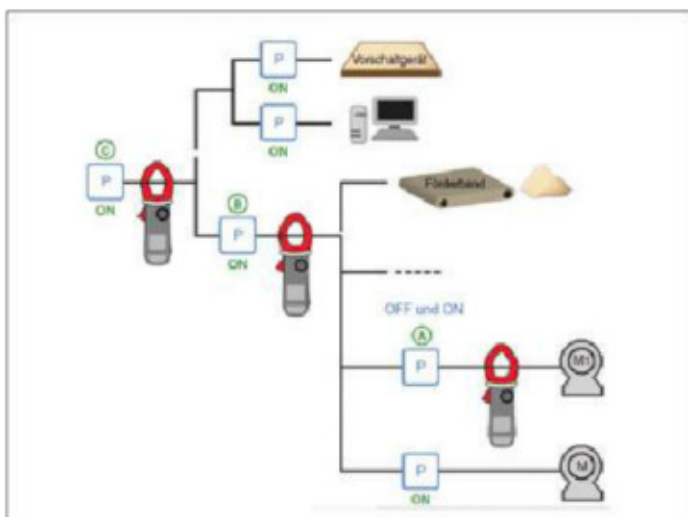 P
ON
Vorschaltgerät
P
ON
C
P
ON
B
P
ON
Förderband
OFF und ON
A
P
M1
P
ON
M